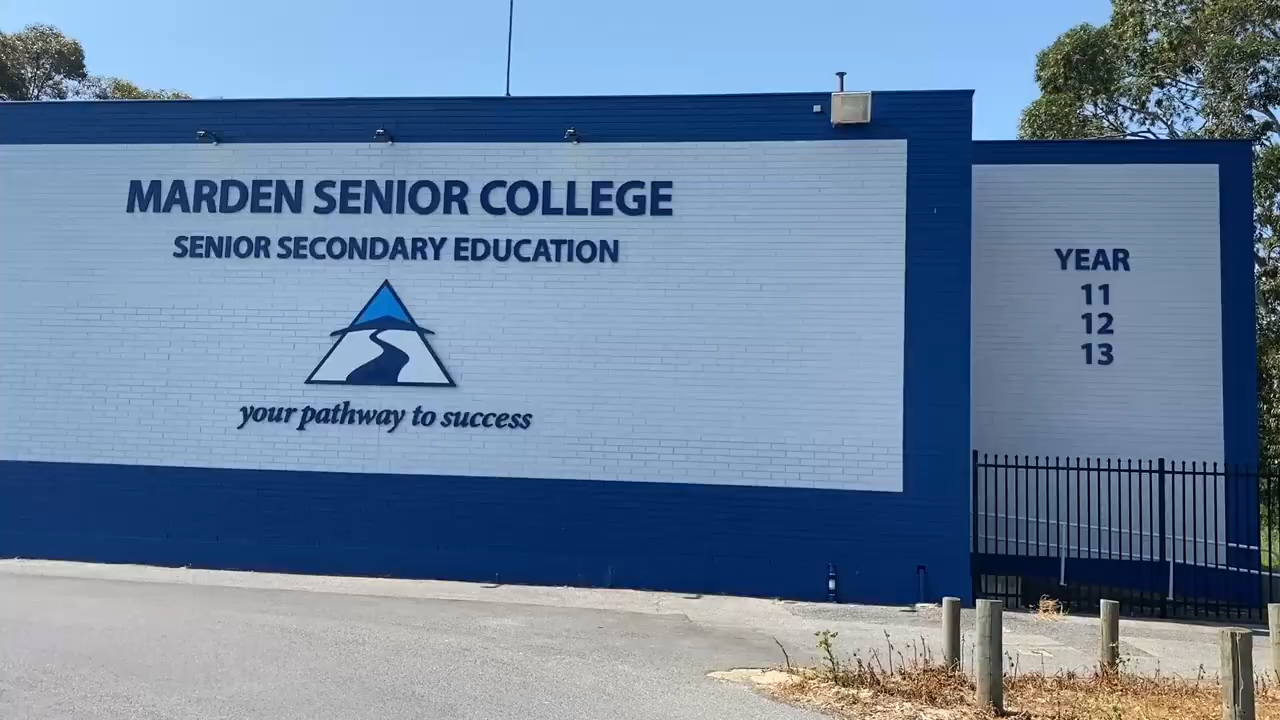 MARDEN SENIOR COLLEGE
SENIOR SECONDARY EDUCATION
your pathway to success
YEAR
11
12
13